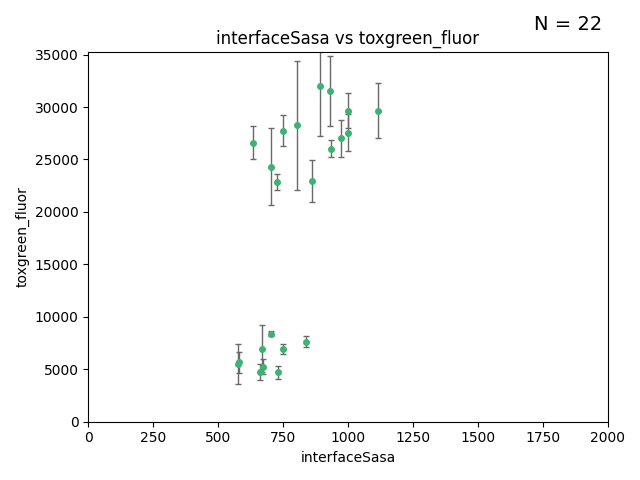 N = 22
interfaceSasa vs toxgreen_fluor
35000
30000
25000
20000
15000
10000
5000
0
toxgreen_fluor
0 250 500 750 1000 1250 1500 1750 2000
interfaceSasa